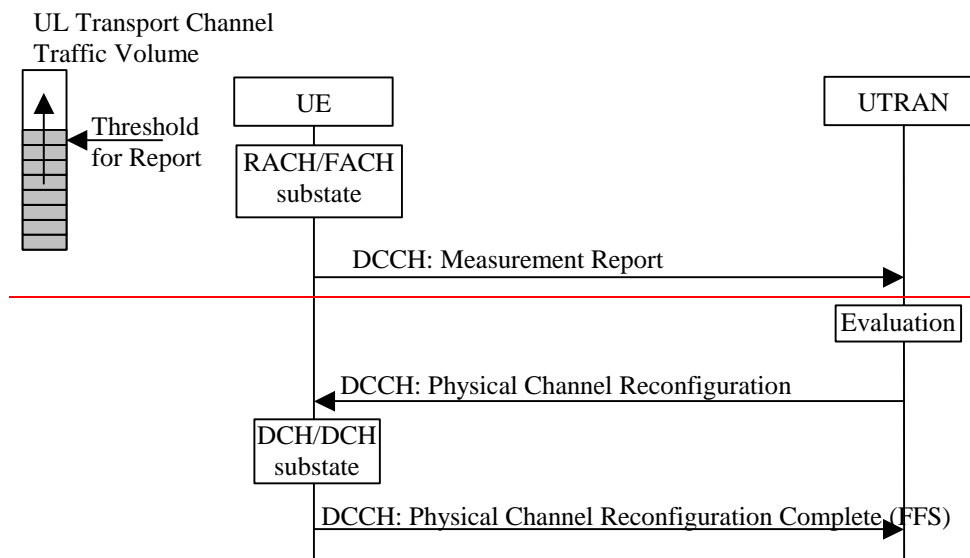 UL Transport Channel
Traffic Volume
UE
UTRAN
Threshold
for Report
RACH/FACH
substate
DCCH: Measurement Report
Evaluation
DCCH: Physical Channel Reconfiguration
DCH/DCH
substate
DCCH: Physical Channel Reconfiguration Complete (FFS)